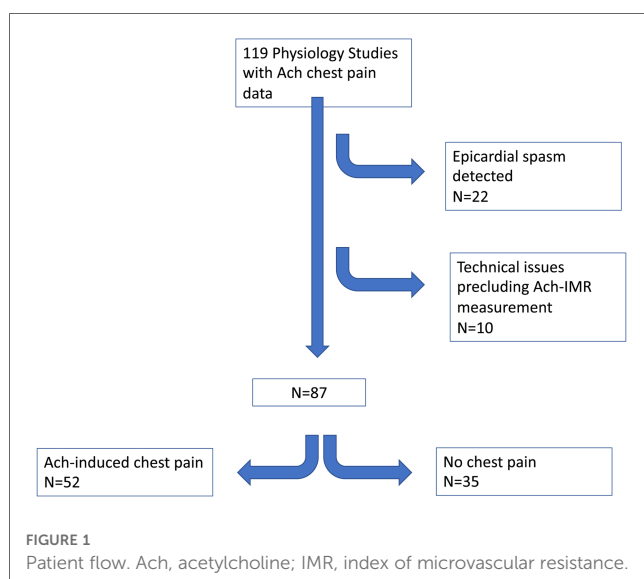 119 Physiology Studies
with Ach chest pain
data
Epicardial spasm
detected
N=22
Technical issues
precluding Ach-IMR
measurement
N=10
N=87
Ach-induced chest pain
N=52
No chest pain
N=35
FIGURE 1
Patient flow. Ach, acetylcholine; IMR, index of microvascular resistance.